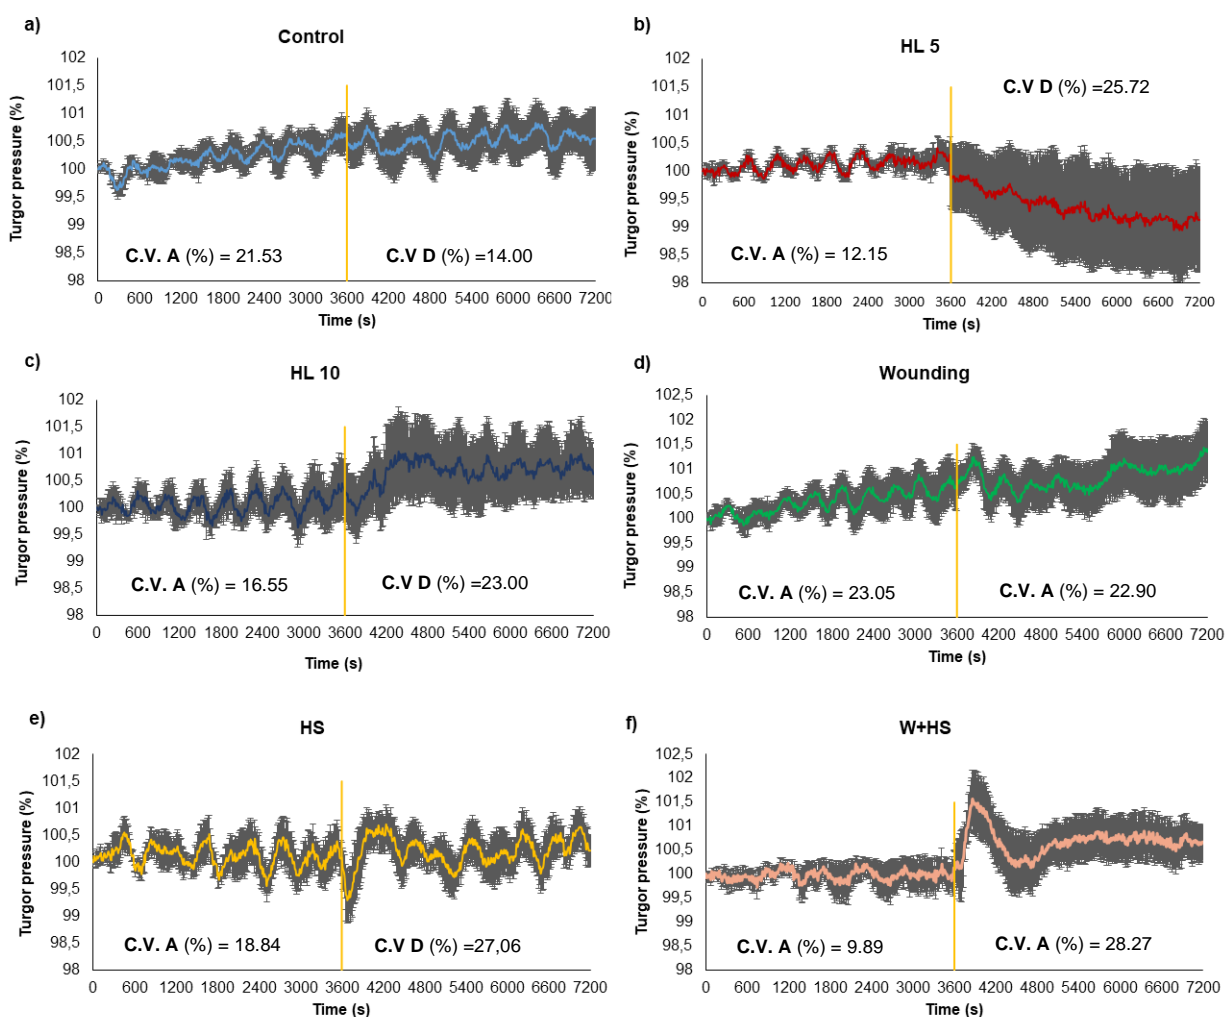 a)
Control
Turgor pressure (%)
102
101,5
101
100,5
100
99,5
99
98,5
98
C.V. A (%) = 21.53
C.V D (%) =14.00
0 600 1200 1800 2400 3000 3600 4200 4800 5400 6000 6600 7200
Time (s)
b)
HL 5
Turgor pressure (%)
102
101,5
101
100,5
100
99,5
99
98,5
98
C.V D (%) =25.72
C.V. A (%) = 12.15
0 600 1200 1800 2400 3000 3600 4200 4800 5400 6000 6600 7200
Time (s)
c)
HL 10
Turgor pressure (%)
102
101,5
101
100,5
100
99,5
99
98,5
98
C.V. A (%) = 16.55
C.V D (%) =23.00
0 600 1200 1800 2400 3000 3600 4200 4800 5400 6000 6600 7200
Time (s)
d)
Wounding
Turgor pressure (%)
102,5
102
101,5
101
100,5
100
99,5
99
98,5
98
C.V. A (%) = 23.05
C.V. A (%) = 22.90
0 600 1200 1800 2400 3000 3600 4200 4800 5400 6000 6600 7200
Time (s)
e)
HS
Turgor pressure (%)
102
101,5
101
100,5
100
99,5
99
98,5
98
C.V. A (%) = 18.84
C.V D (%) =27,06
0 600 1200 1800 2400 3000 3600 4200 4800 5400 6000 6600 7200
Time (s)
f)
W+HS
Turgor pressure (%)
102,5
102
101,5
101
100,5
100
99,5
99
98,5
98
C.V. A (%) = 9.89
C.V. A (%) = 28.27
0 600 1200 1800 2400 3000 3600 4200 4800 5400 6000 6600 7200
Time (s)